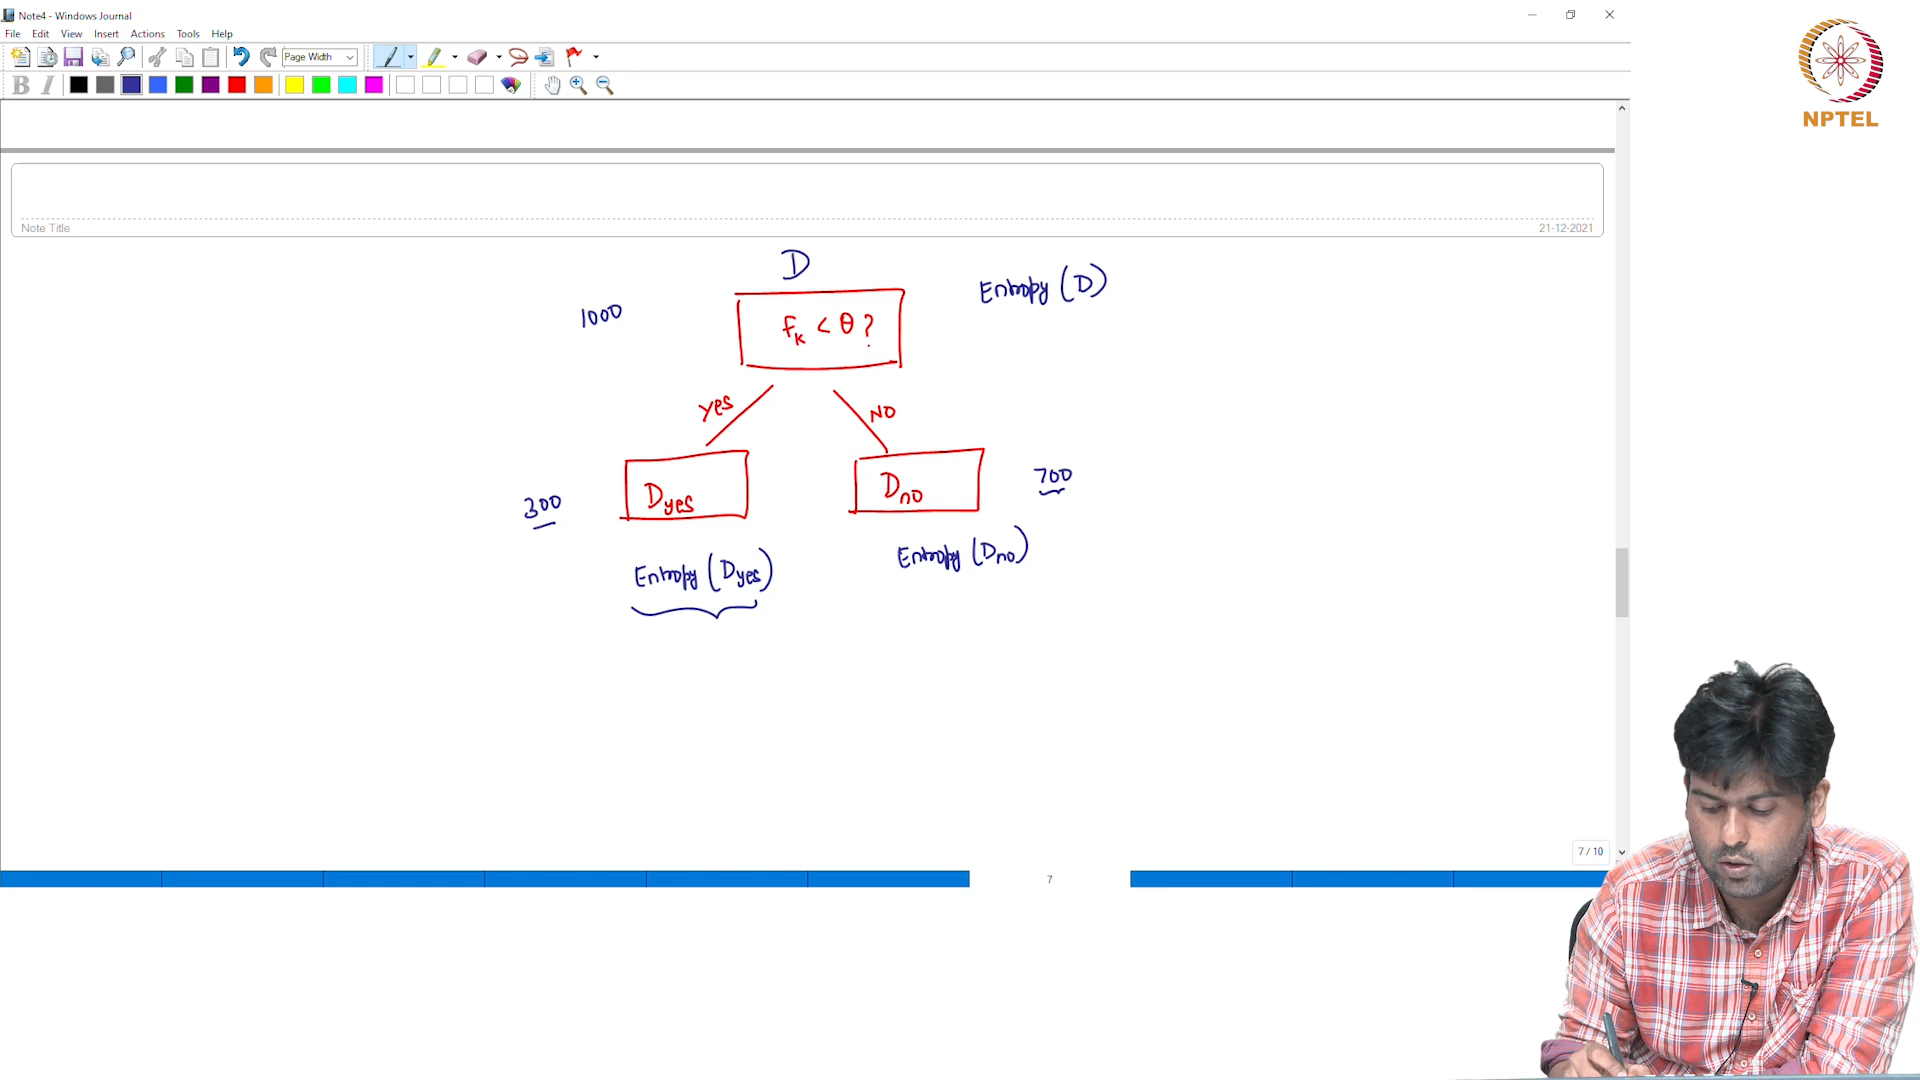 Note4 - Windows Journal
File Edit View Insert Actions Tools Help
Page Width
B I
NPTEL
Note Title
21-12-2021
D
Entropy (D)
1000
fk < θ ?
Yes
NO
Dyes
Dno
300
700
Entropy (Dyes)
Entropy (Dno)
7 / 10
7